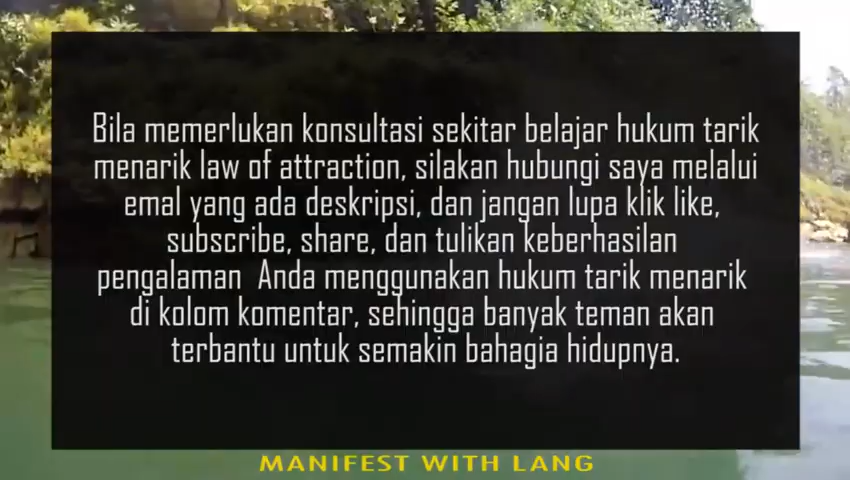 Bila memerlukan konsultasi sekitar belajar hukum tarik
menarik law of attraction, silakan hubungi saya melalui
emal yang ada deskripsi, dan jangan lupa klik like,
subscribe, share, dan tulikan keberhasilan
pengalaman  Anda menggunakan hukum tarik menarik
di kolom komentar, sehingga banyak teman akan
terbantu untuk semakin bahagia hidupnya.
MANIFEST WITH LANG